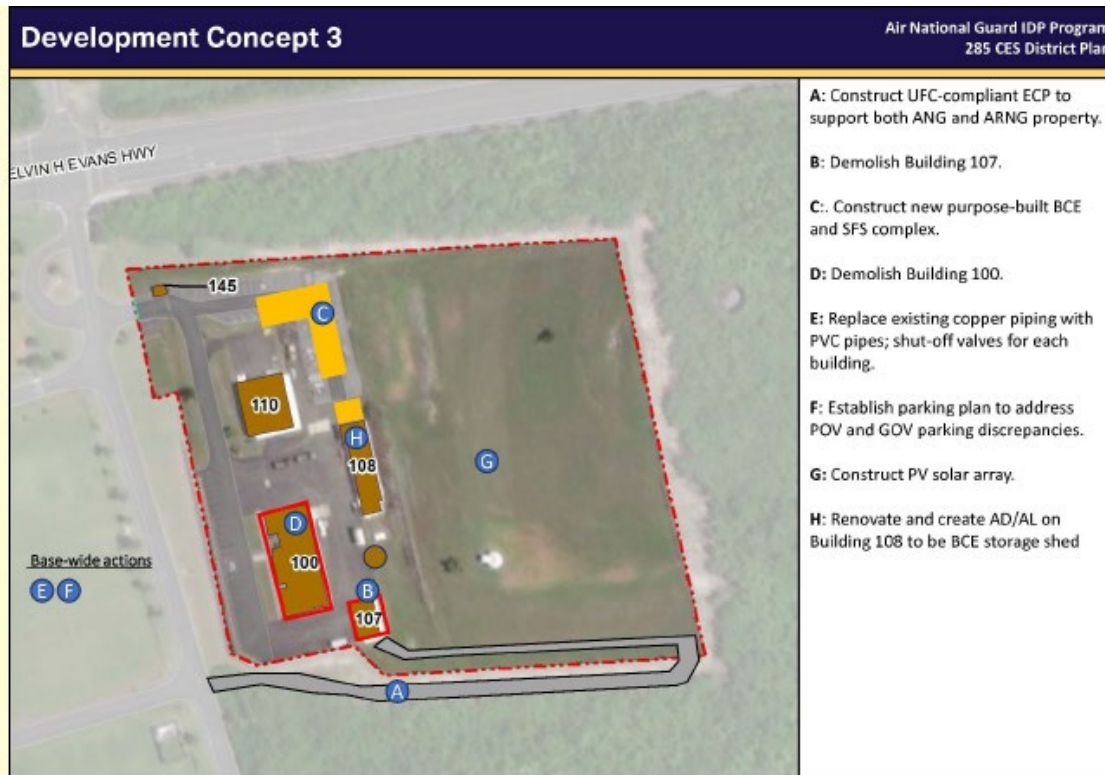 Development Concept 3
Air National Guard IDP Program
285 CES District Plan
ELVIN H EVANS HWY
145
C
110
H
108
G
D
100
B
107
A
Base-wide actions
E F
A: Construct UFC-compliant ECP to
support both ANG and ARNG property.
B: Demolish Building 107.
C:. Construct new purpose-built BCE
and SFS complex.
D: Demolish Building 100.
E: Replace existing copper piping with
PVC pipes; shut-off valves for each
building.
F: Establish parking plan to address
POV and GOV parking discrepancies.
G: Construct PV solar array.
H: Renovate and create AD/AL on
Building 108 to be BCE storage shed